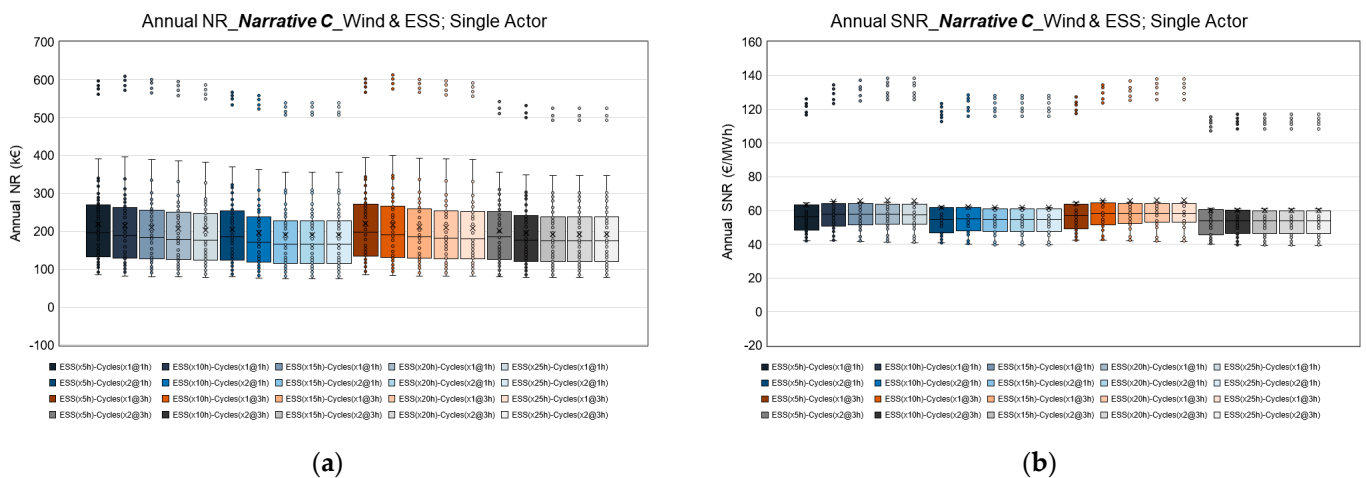 Annual NR_Narrative C_Wind & ESS; Single Actor
700
600
500
400
300
200
100
0
-100
Annual NR (k€)
ESS(x5h)-Cycles(x1@1h) ESS(x10h)-Cycles(x1@1h) ESS(x15h)-Cycles(x1@1h) ESS(x20h)-Cycles(x1@1h) ESS(x25h)-Cycles(x1@1h)
ESS(x5h)-Cycles(x2@1h) ESS(x10h)-Cycles(x2@1h) ESS(x15h)-Cycles(x2@1h) ESS(x20h)-Cycles(x2@1h) ESS(x25h)-Cycles(x2@1h)
ESS(x5h)-Cycles(x1@3h) ESS(x10h)-Cycles(x1@3h) ESS(x15h)-Cycles(x1@3h) ESS(x20h)-Cycles(x1@3h) ESS(x25h)-Cycles(x1@3h)
ESS(x5h)-Cycles(x2@3h) ESS(x10h)-Cycles(x2@3h) ESS(x15h)-Cycles(x2@3h) ESS(x20h)-Cycles(x2@3h) ESS(x25h)-Cycles(x2@3h)
(a)
Annual SNR_Narrative C_Wind & ESS; Single Actor
160
140
120
100
80
60
40
20
0
-20
Annual SNR (€/MWh)
ESS(x5h)-Cycles(x1@1h) ESS(x10h)-Cycles(x1@1h) ESS(x15h)-Cycles(x1@1h) ESS(x20h)-Cycles(x1@1h) ESS(x25h)-Cycles(x1@1h)
ESS(x5h)-Cycles(x2@1h) ESS(x10h)-Cycles(x2@1h) ESS(x15h)-Cycles(x2@1h) ESS(x20h)-Cycles(x2@1h) ESS(x25h)-Cycles(x2@1h)
ESS(x5h)-Cycles(x1@3h) ESS(x10h)-Cycles(x1@3h) ESS(x15h)-Cycles(x1@3h) ESS(x20h)-Cycles(x1@3h) ESS(x25h)-Cycles(x1@3h)
ESS(x5h)-Cycles(x2@3h) ESS(x10h)-Cycles(x2@3h) ESS(x15h)-Cycles(x2@3h) ESS(x20h)-Cycles(x2@3h) ESS(x25h)-Cycles(x2@3h)
(b)